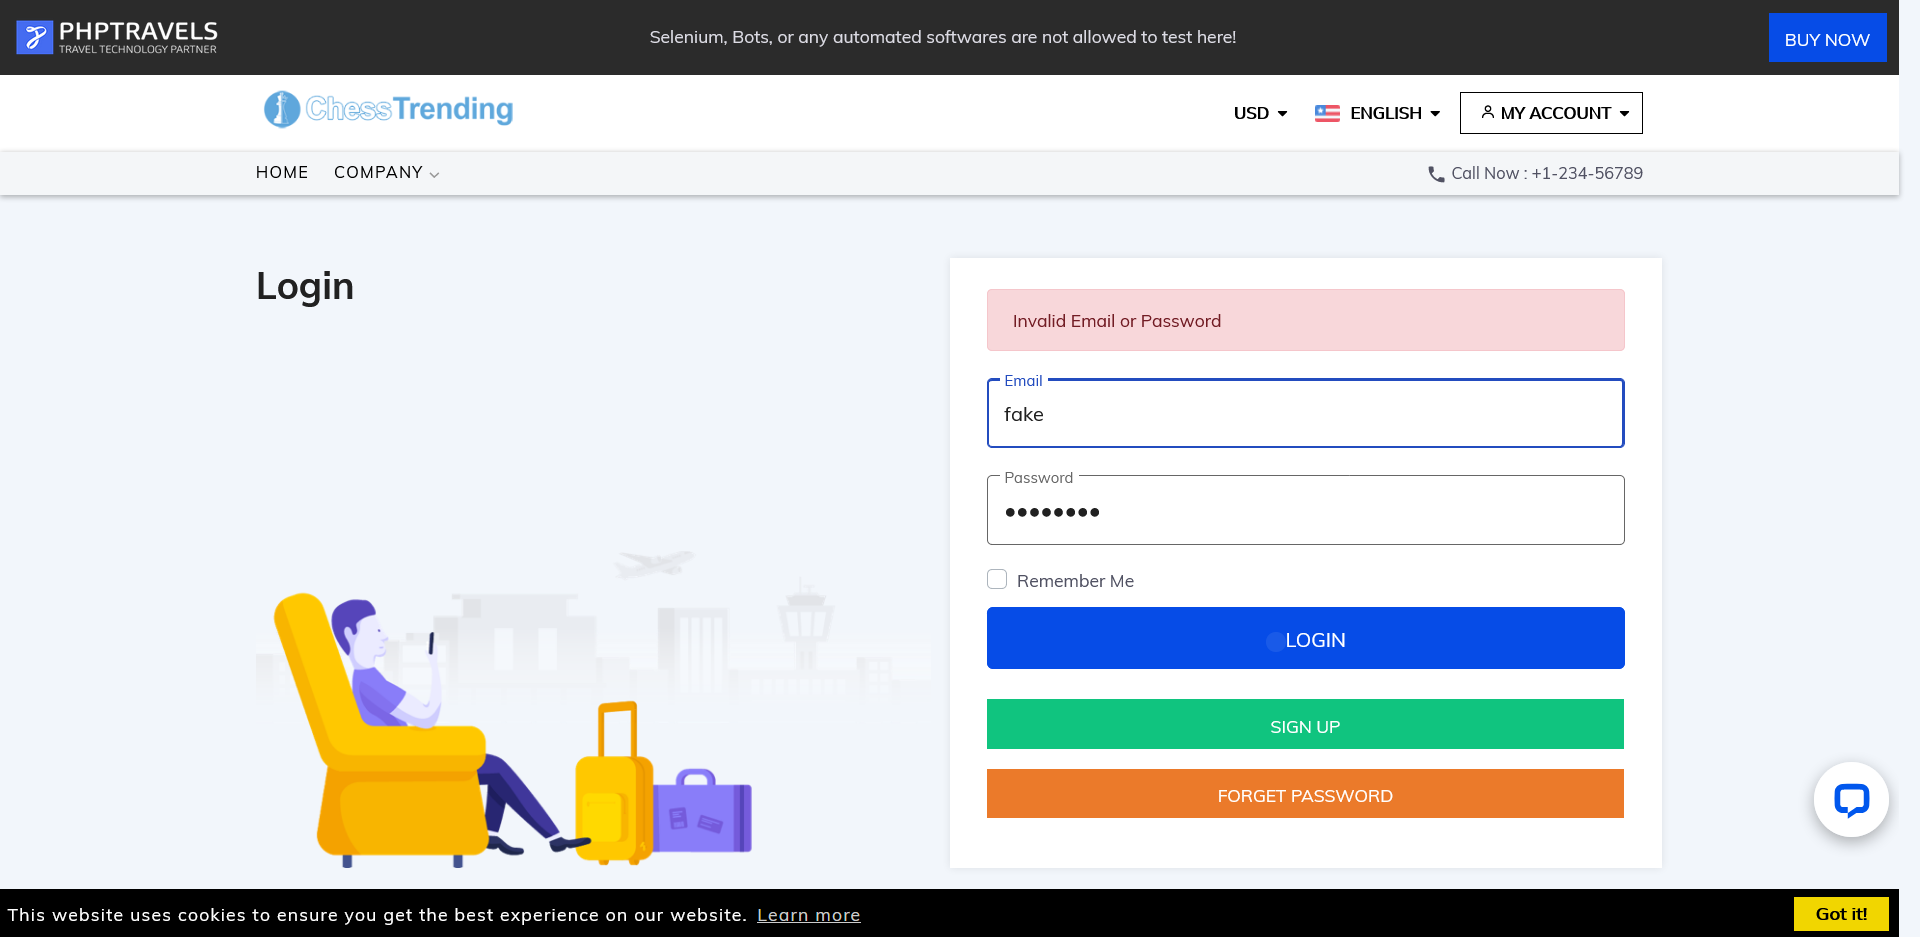 PHPTRAVELS
TRAVEL TECHNOLOGY PARTNER
Selenium, Bots, or any automated softwares are not allowed to test here!
BUY NOW
ChessTrending
USD
ENGLISH
MY ACCOUNT
HOME
COMPANY
Call Now : +1-234-56789
Login
Invalid Email or Password
Email
fake
Password
••••••••
Remember Me
LOGIN
SIGN UP
FORGET PASSWORD
This website uses cookies to ensure you get the best experience on our website. Learn more
Got it!